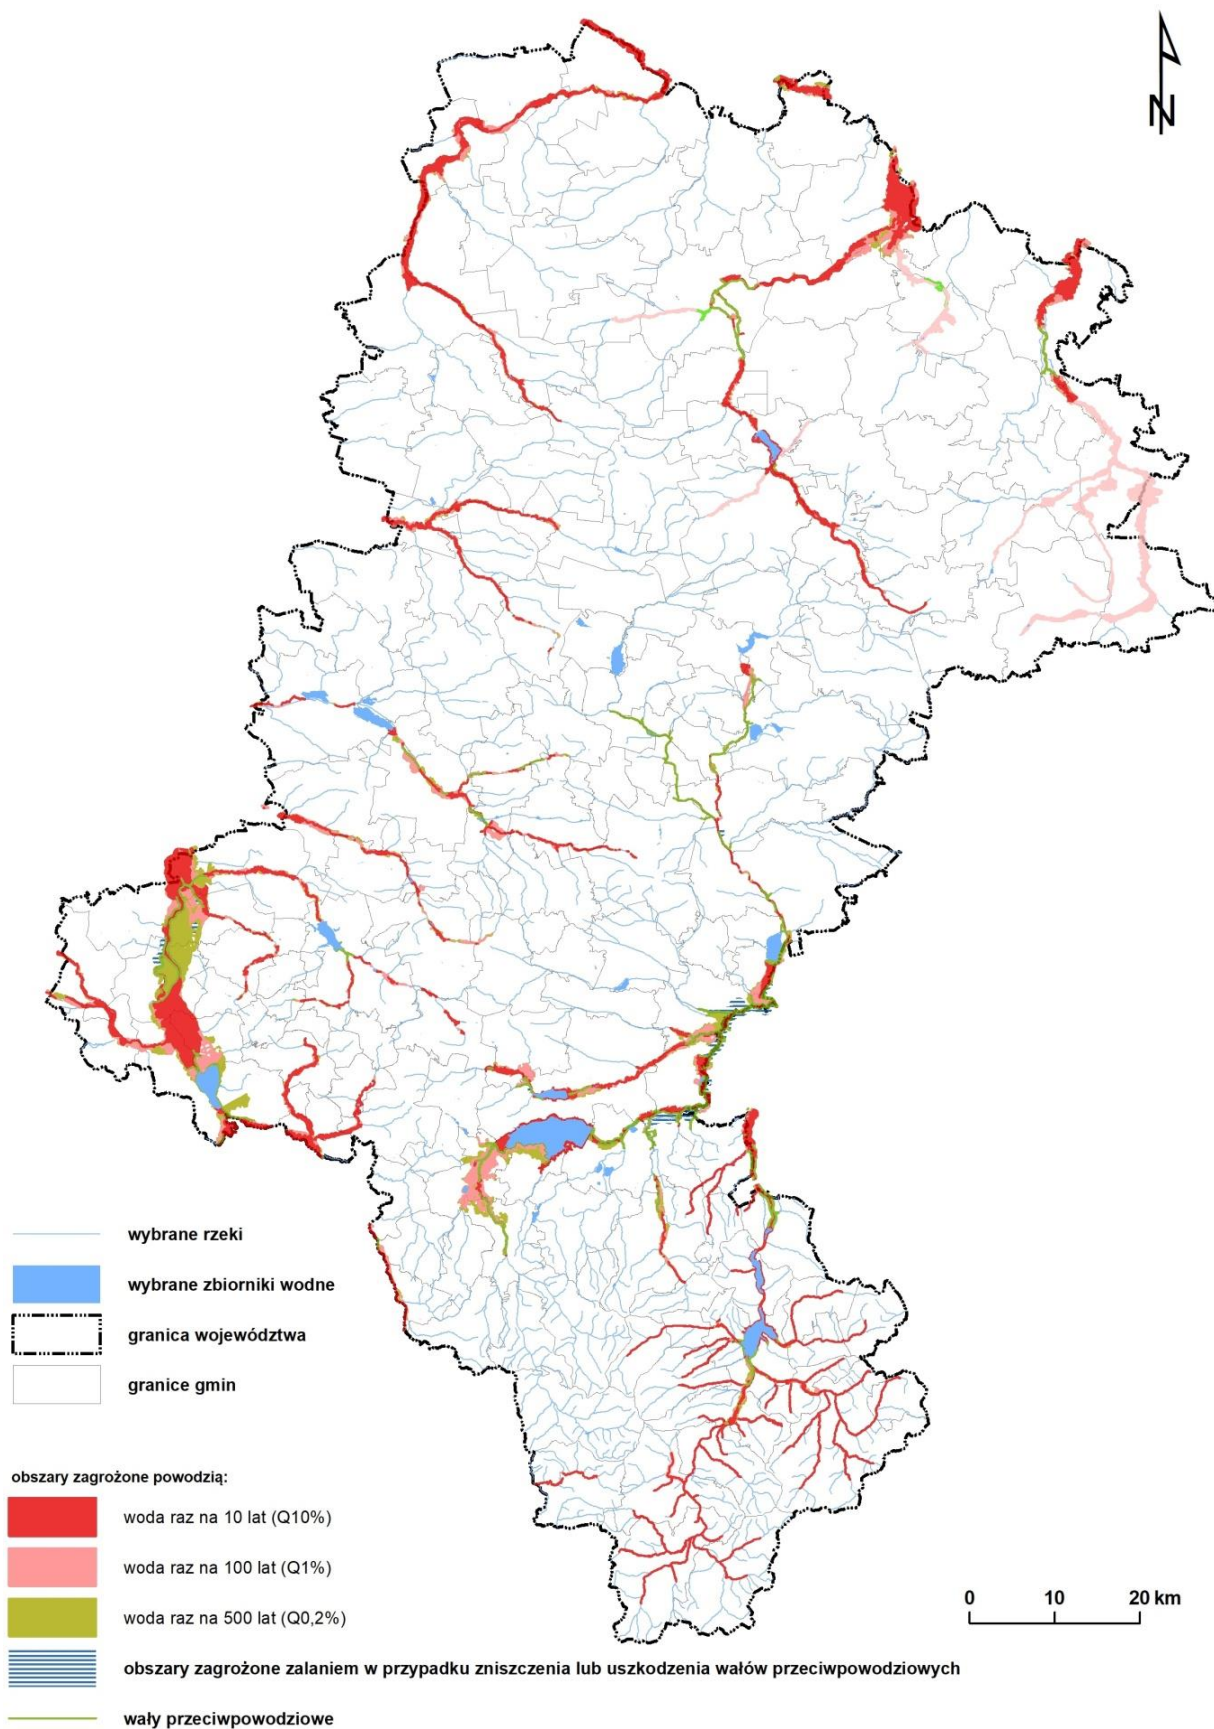 N
wybrane rzeki
wybrane zbiorniki wodne
granica województwa
granice gmin
obszary zagrożone powodzią:
woda raz na 10 lat (Q10%)
woda raz na 100 lat (Q1%)
woda raz na 500 lat (Q0,2%)
0 10 20 km
obszary zagrożone zalaniem w przypadku zniszczenia lub uszkodzenia wałów przeciwpowodziowych
wały przeciwpowodziowe